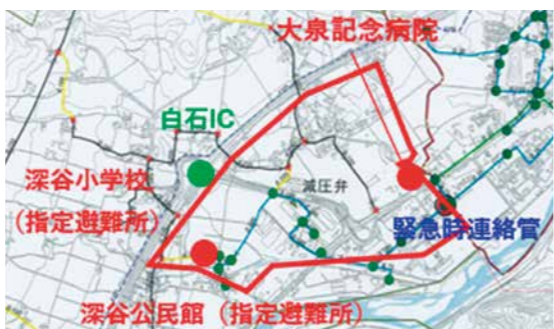 大泉記念病院
白石IC
深谷小学校
(指定避難所)
減圧弁
緊急時連絡管
深谷公民館(指定避難所)